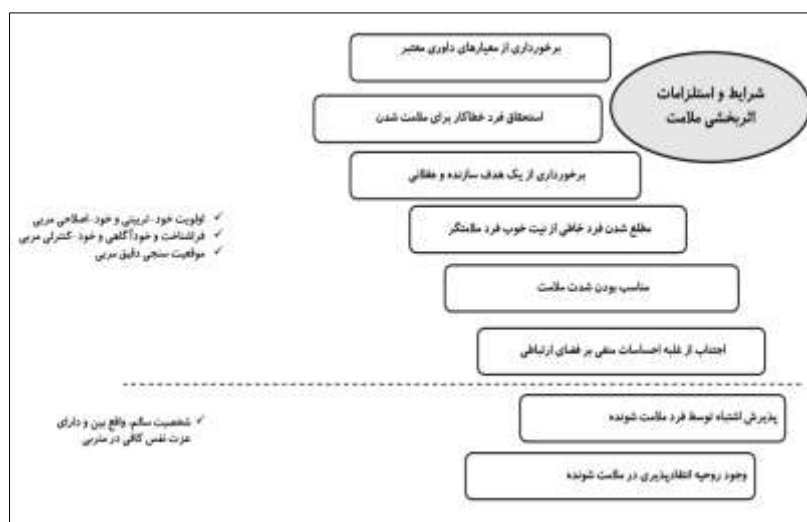 شرایط و استلزامات
اثربخشی ملامت
برخورداری از معیارهای داوری معتبر
استحقاق فرد خطاکار برای ملامت شدن
برخورداری از یک هدف سازنده و عقلانی
مطلع شدن فرد خاطی از نیت خوب فرد ملامتگر
مناسب بودن شدت ملامت
اجتناب از غلبه احساسات منفی بر فضای ارتباطی
✓ اولویت خود-تربیتی و خود-اصلاحی مربی
✓ فراشناخت و خودآگاهی و خود-کنترلی مربی
✓ موقعیت سنجی دقیق مربی
پذیرش اشتباه توسط فرد ملامت شونده
وجود روحیه انتقادپذیری در ملامت شونده
✓ شخصیت سالم، واقع بین و دارای
عزت نفس کافی در متربی